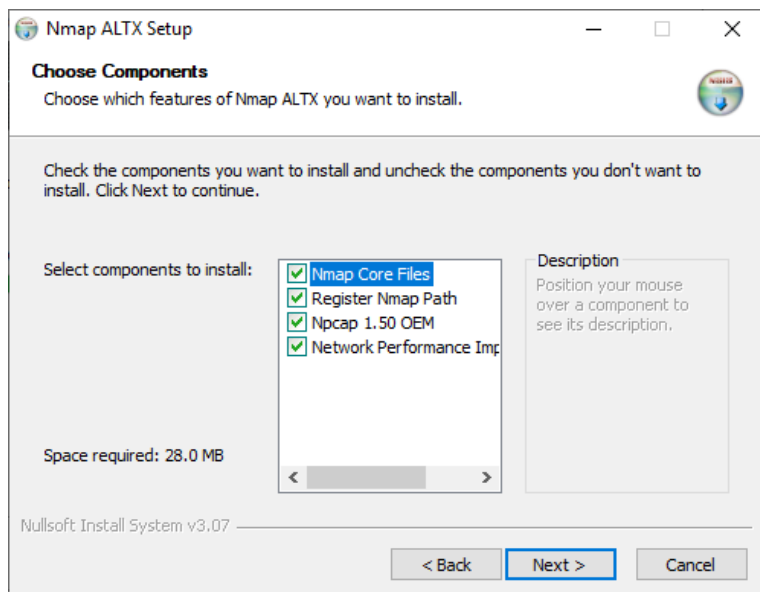 Nmap ALTX Setup
Choose Components
Choose which features of Nmap ALTX you want to install.
Check the components you want to install and uncheck the components you don't want to
install. Click Next to continue.
Select components to install:
Nmap Core Files
Register Nmap Path
Npcap 1.50 OEM
Network Performance Imp
Description
Position your mouse
over a component to
see its description.
Space required: 28.0 MB
Nullsoft Install System v3.07
< Back
Next >
Cancel